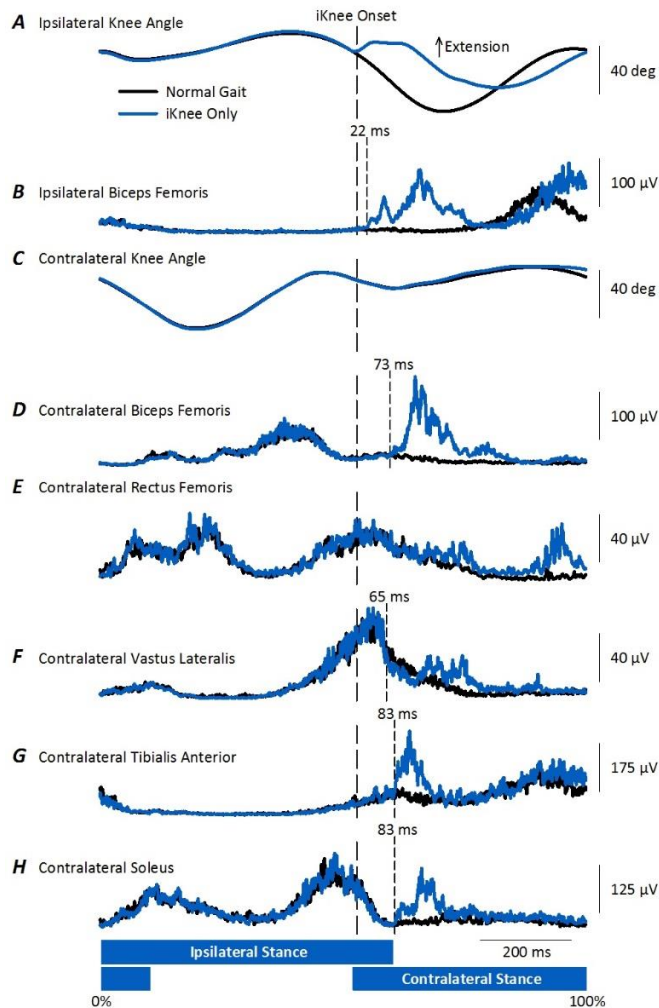 iKnee Onset
A Ipsilateral Knee Angle
Extension
40 deg
Normal Gait
iKnee Only
22 ms
100 µV
B Ipsilateral Biceps Femoris
C Contralateral Knee Angle
40 deg
73 ms
D Contralateral Biceps Femoris
100 µV
E Contralateral Rectus Femoris
40 µV
65 ms
F Contralateral Vastus Lateralis
40 µV
83 ms
G Contralateral Tibialis Anterior
175 µV
83 ms
H Contralateral Soleus
125 µV
Ipsilateral Stance
200 ms
Contralateral Stance
0%
100%